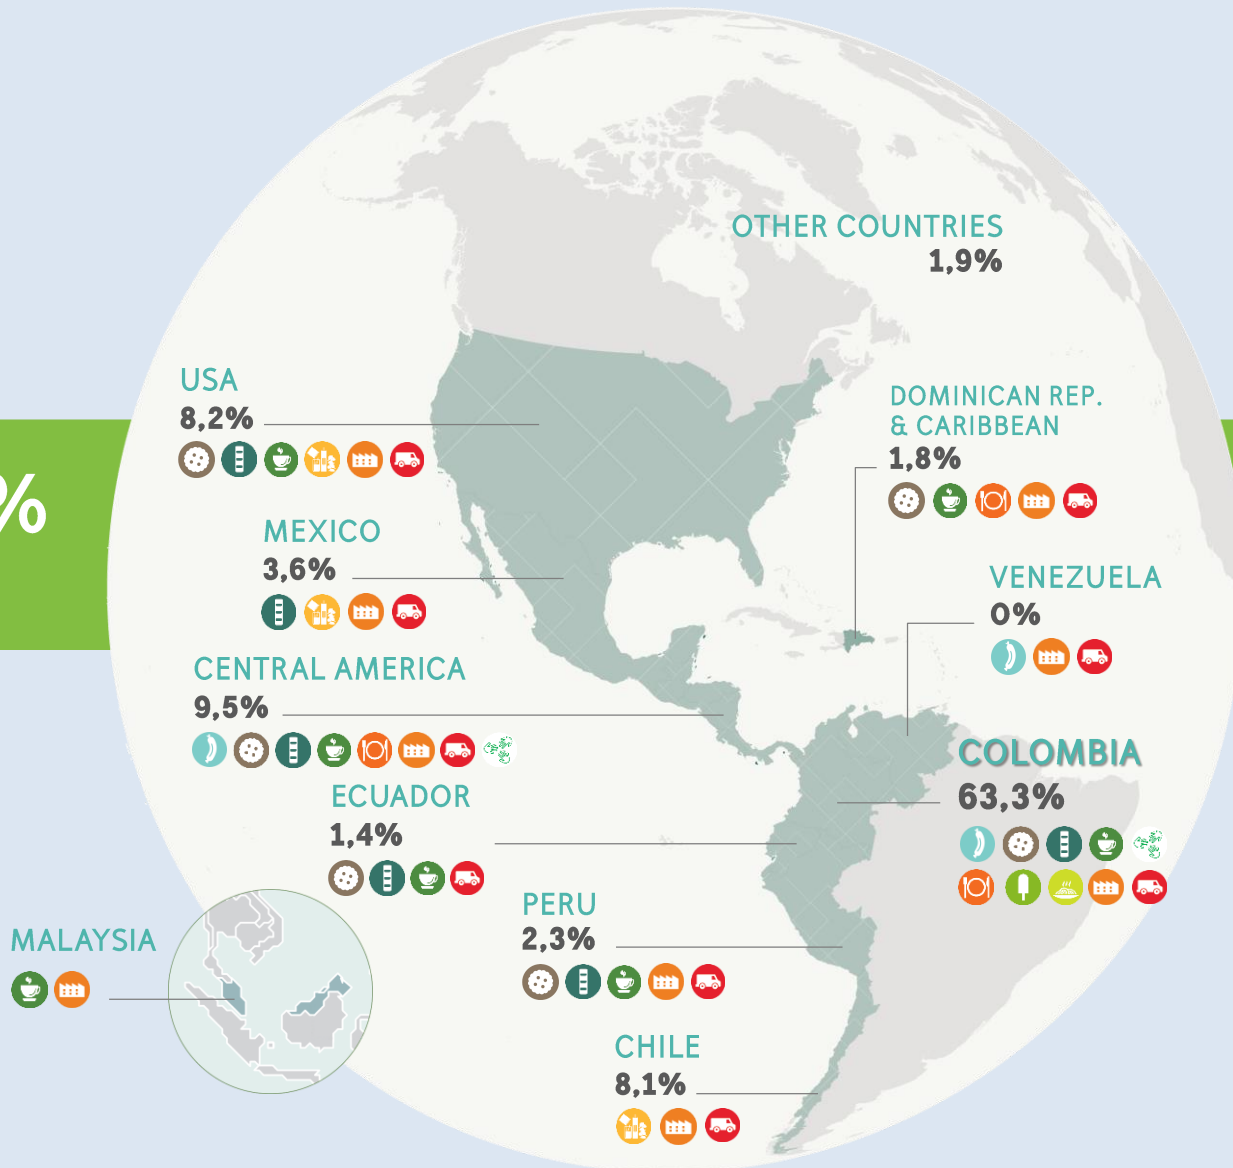 OTHER COUNTRIES
1,9%
USA
8,2%
DOMINICAN REP.
& CARIBBEAN
1,8%
%
MEXICO
3,6%
VENEZUELA
0%
CENTRAL AMERICA
9,5%
COLOMBIA
63,3%
ECUADOR
1,4%
PERU
2,3%
MALAYSIA
CHILE
8,1%